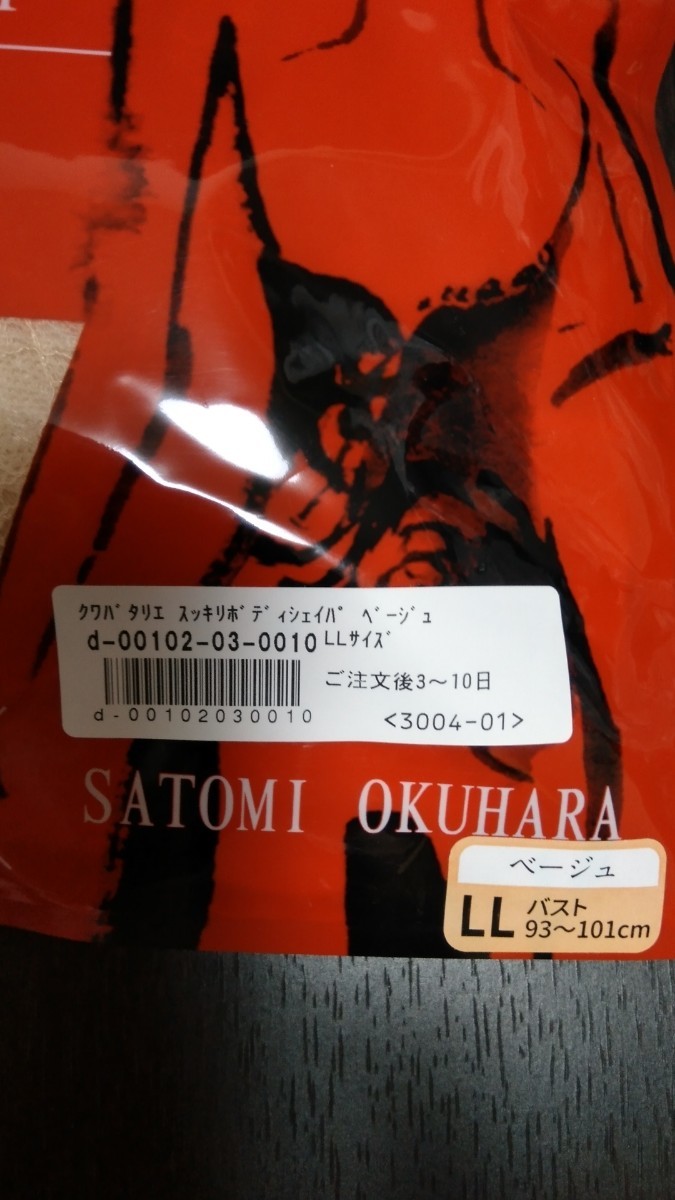 クワバタリエ スッキリボディシェイパ ベージュ
d-00102-03-0010 LLサイズ
ご注文後3～10日
d-00102030010 <3004-01>
SATOMI OKUHARA
ベージュ
LL バスト
93～101cm